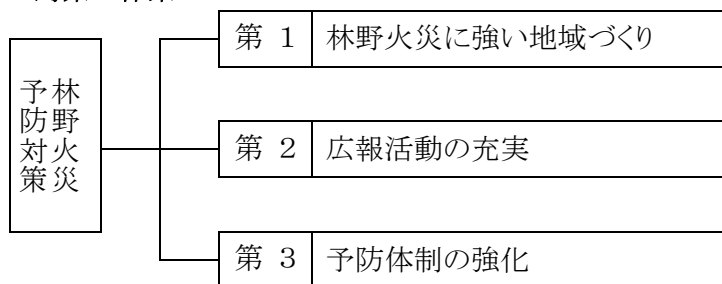 林野火災
予防対策
第 1 林野火災に強い地域づくり
第 2 広報活動の充実
第 3 予防体制の強化